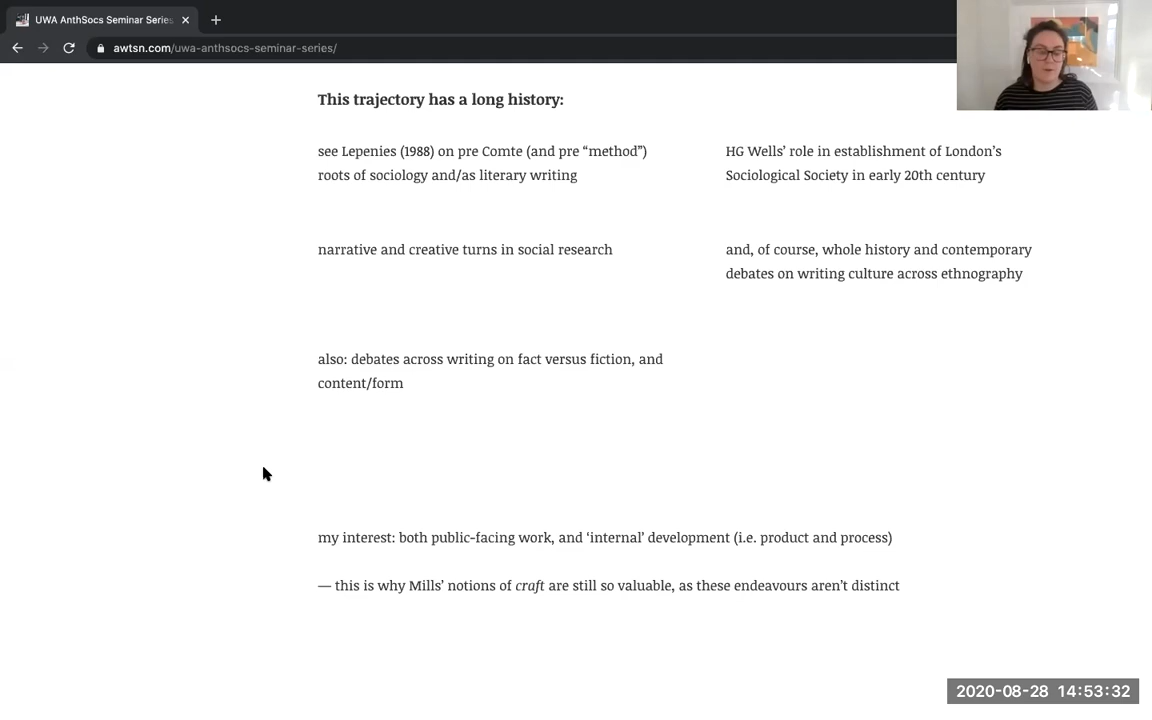 UWA AnthSocs Seminar Series
awtsn.com/uwa-anthsocs-seminar-series/
This trajectory has a long history:
see Lepenies (1988) on pre Comte (and pre “method”)
roots of sociology and/as literary writing
HG Wells’ role in establishment of London’s
Sociological Society in early 20th century
narrative and creative turns in social research
and, of course, whole history and contemporary
debates on writing culture across ethnography
also: debates across writing on fact versus fiction, and
content/form
my interest: both public-facing work, and ‘internal’ development (i.e. product and process)
— this is why Mills’ notions of craft are still so valuable, as these endeavours aren’t distinct
2020-08-28 14:53:32